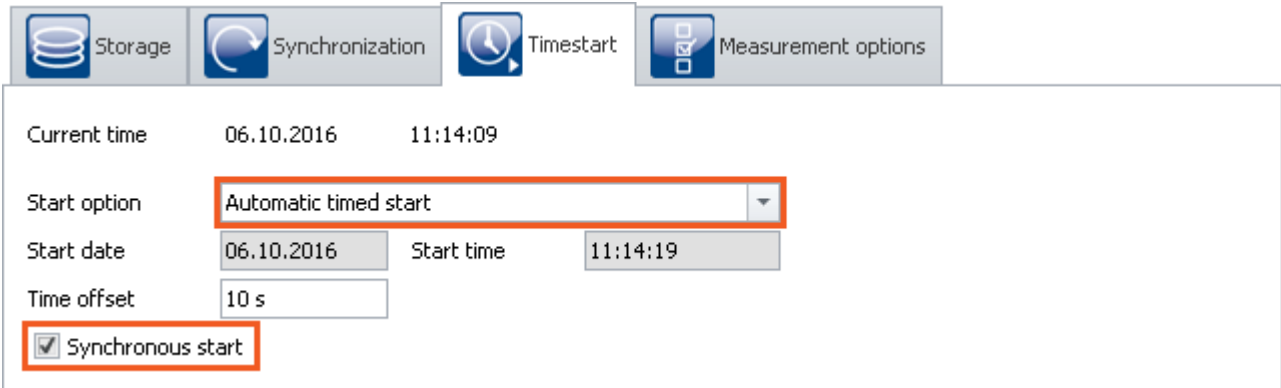 Storage Synchronization Timestart Measurement options
Current time 06.10.2016 11:14:09
Start option Automatic timed start
Start date 06.10.2016 Start time 11:14:19
Time offset 10 s
Synchronous start